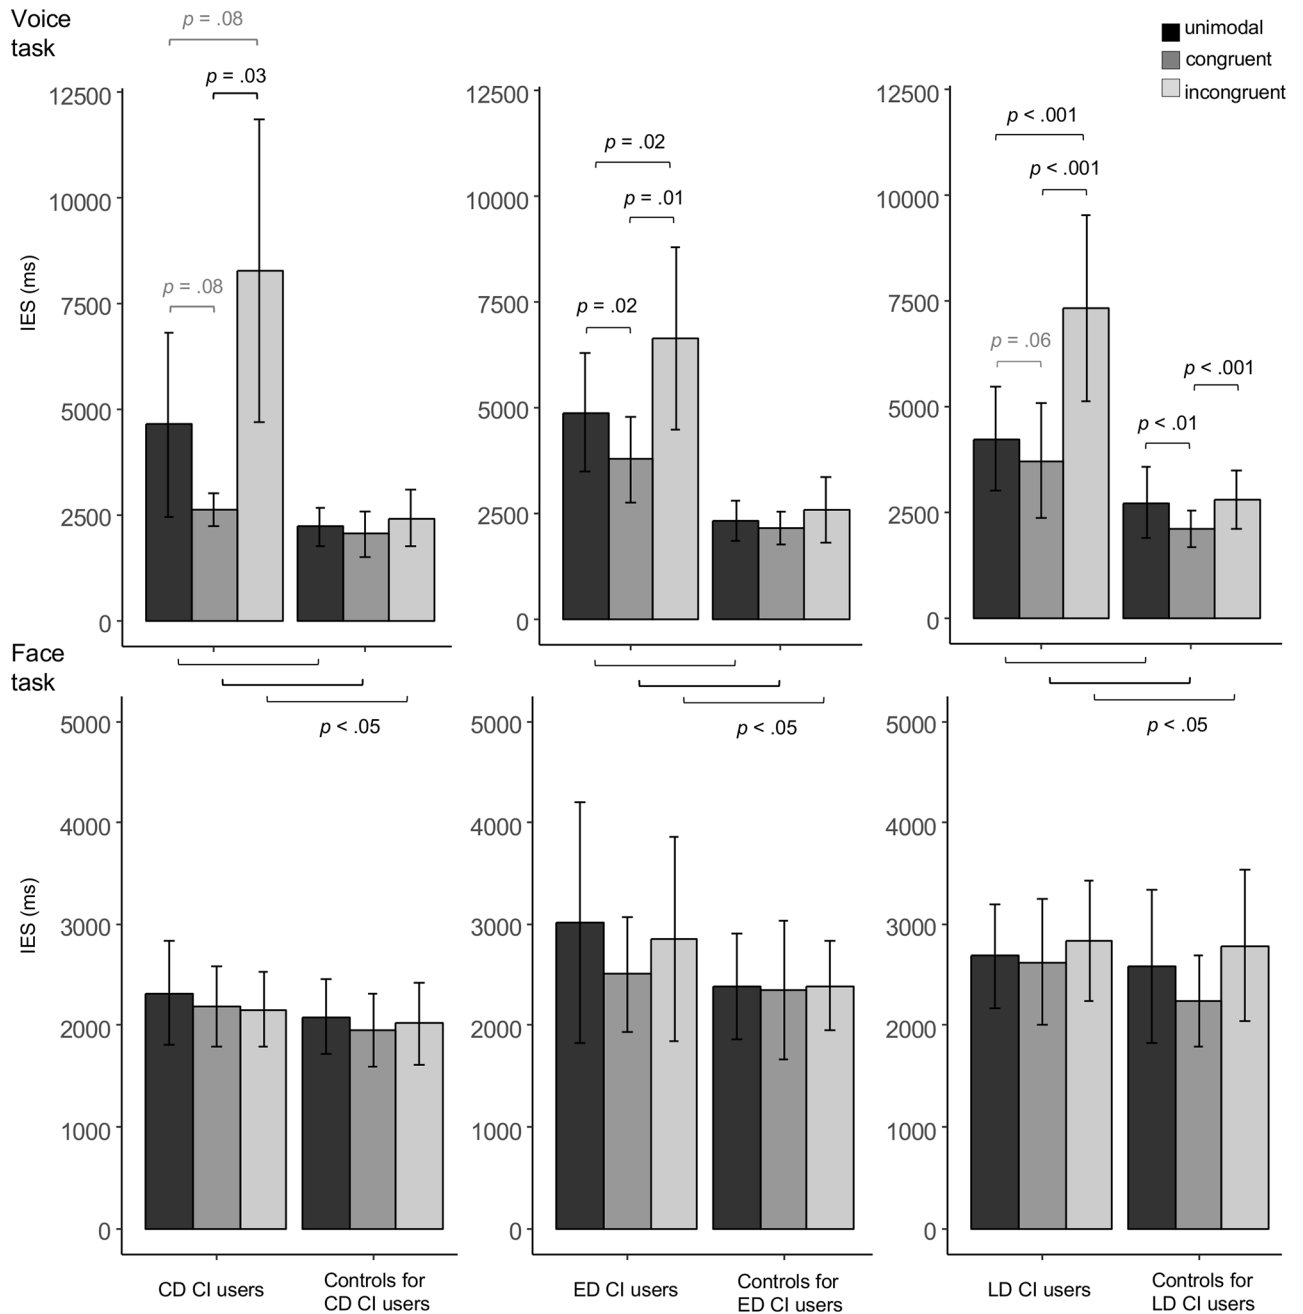 Voice
task
unimodal
congruent
incongruent
p = .08
p = .03
p = .08
12500
10000
7500
5000
2500
0
IES (ms)
p = .02
p = .01
p = .02
12500
10000
7500
5000
2500
0
p < .001
p < .001
p = .06
p < .001
p < .01
12500
10000
7500
5000
2500
0
Face
task
p < .05
p < .05
p < .05
5000
4000
3000
2000
1000
0
IES (ms)
5000
4000
3000
2000
1000
0
5000
4000
3000
2000
1000
0
CD CI users
Controls for
CD CI users
ED CI users
Controls for
ED CI users
LD CI users
Controls for
LD CI users